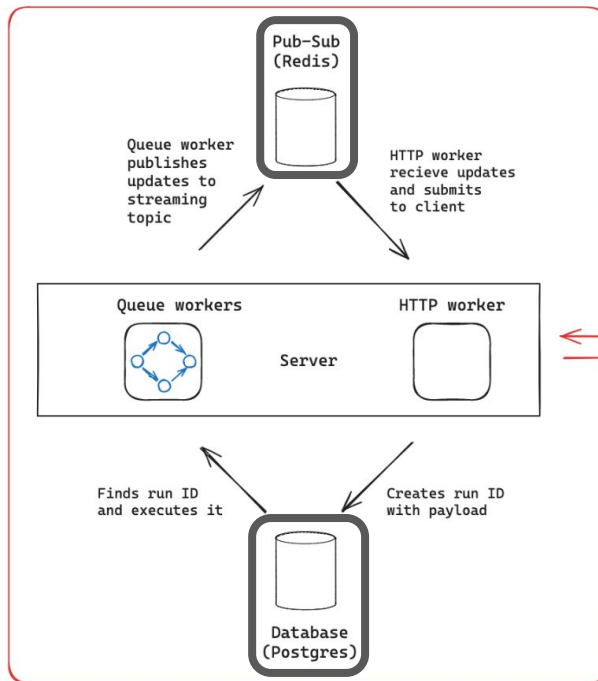 Pub-Sub
(Redis)
Queue worker
publishes
updates to
streaming
topic
HTTP worker
recieve updates
and submits
to client
Queue workers
HTTP worker
Server
Finds run ID
and executes it
Creates run ID
with payload
Database
(Postgres)